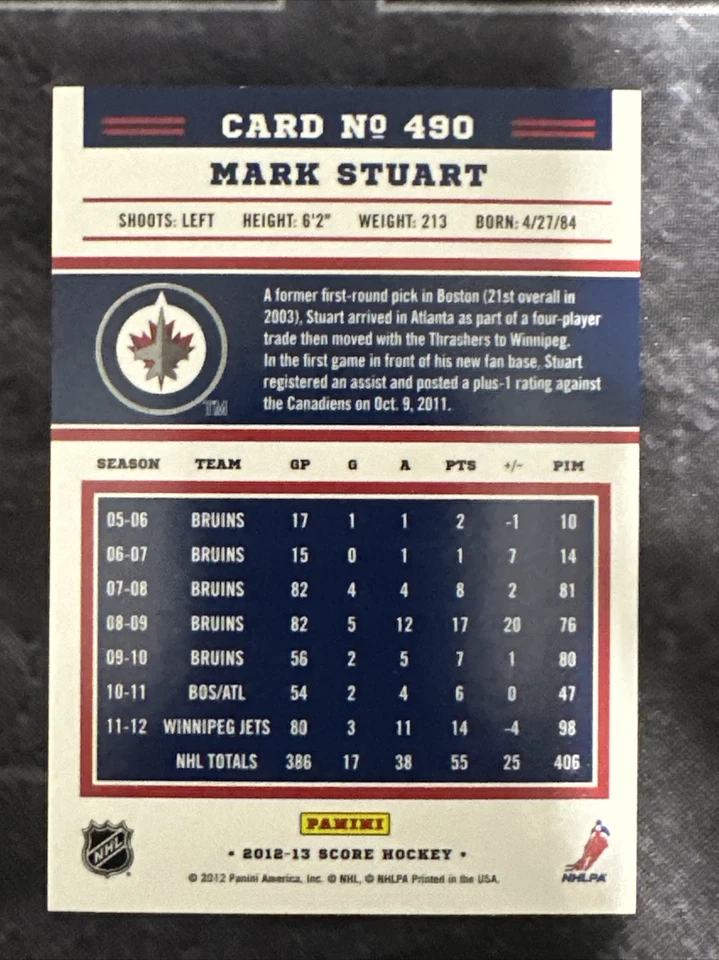 CARD Nº 490
MARK STUART
SHOOTS: LEFT HEIGHT: 6'2" WEIGHT: 213 BORN: 4/27/84
A former first-round pick in Boston (21st overall in
2003), Stuart arrived in Atlanta as part of a four-player
trade then moved with the Thrashers to Winnipeg.
In the first game in front of his new fan base, Stuart
registered an assist and posted a plus-1 rating against
the Canadiens on Oct. 9, 2011.
TM
SEASON TEAM GP G A PTS +/- PIM
05-06 BRUINS 17 1 1 2 -1 10
06-07 BRUINS 15 0 1 1 7 14
07-08 BRUINS 82 4 4 8 2 81
08-09 BRUINS 82 5 12 17 20 76
09-10 BRUINS 56 2 5 7 1 80
10-11 BOS/ATL 54 2 4 6 0 47
11-12 WINNIPEG JETS 80 3 11 14 -4 98
NHL TOTALS 386 17 38 55 25 406
PANINI
NHL
• 2012-13 SCORE HOCKEY •
NHLPA
© 2012 Panini America, Inc. © NHL, © NHLPA Printed in the USA.